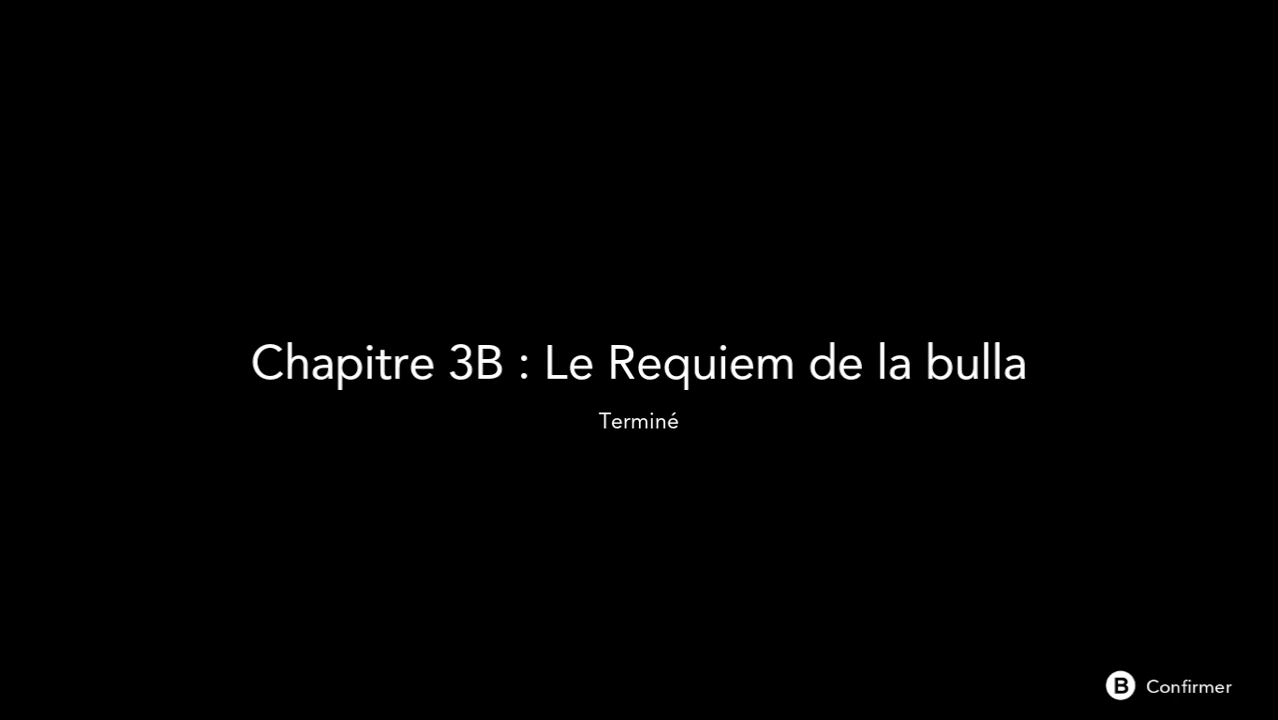 Chapitre 3B : Le Requiem de la bulla
Terminé
B Confirmer